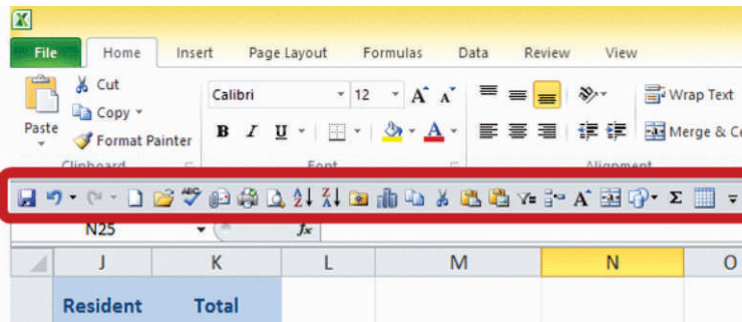 File Home Insert Page Layout Formulas Data Review View
Cut
Calibri 12 A A Wrap Text
Copy
Paste B I U A Merge & Ce
Format Painter
Clipboard Font Alignment
N25 fx
J K L M N O
Resident Total